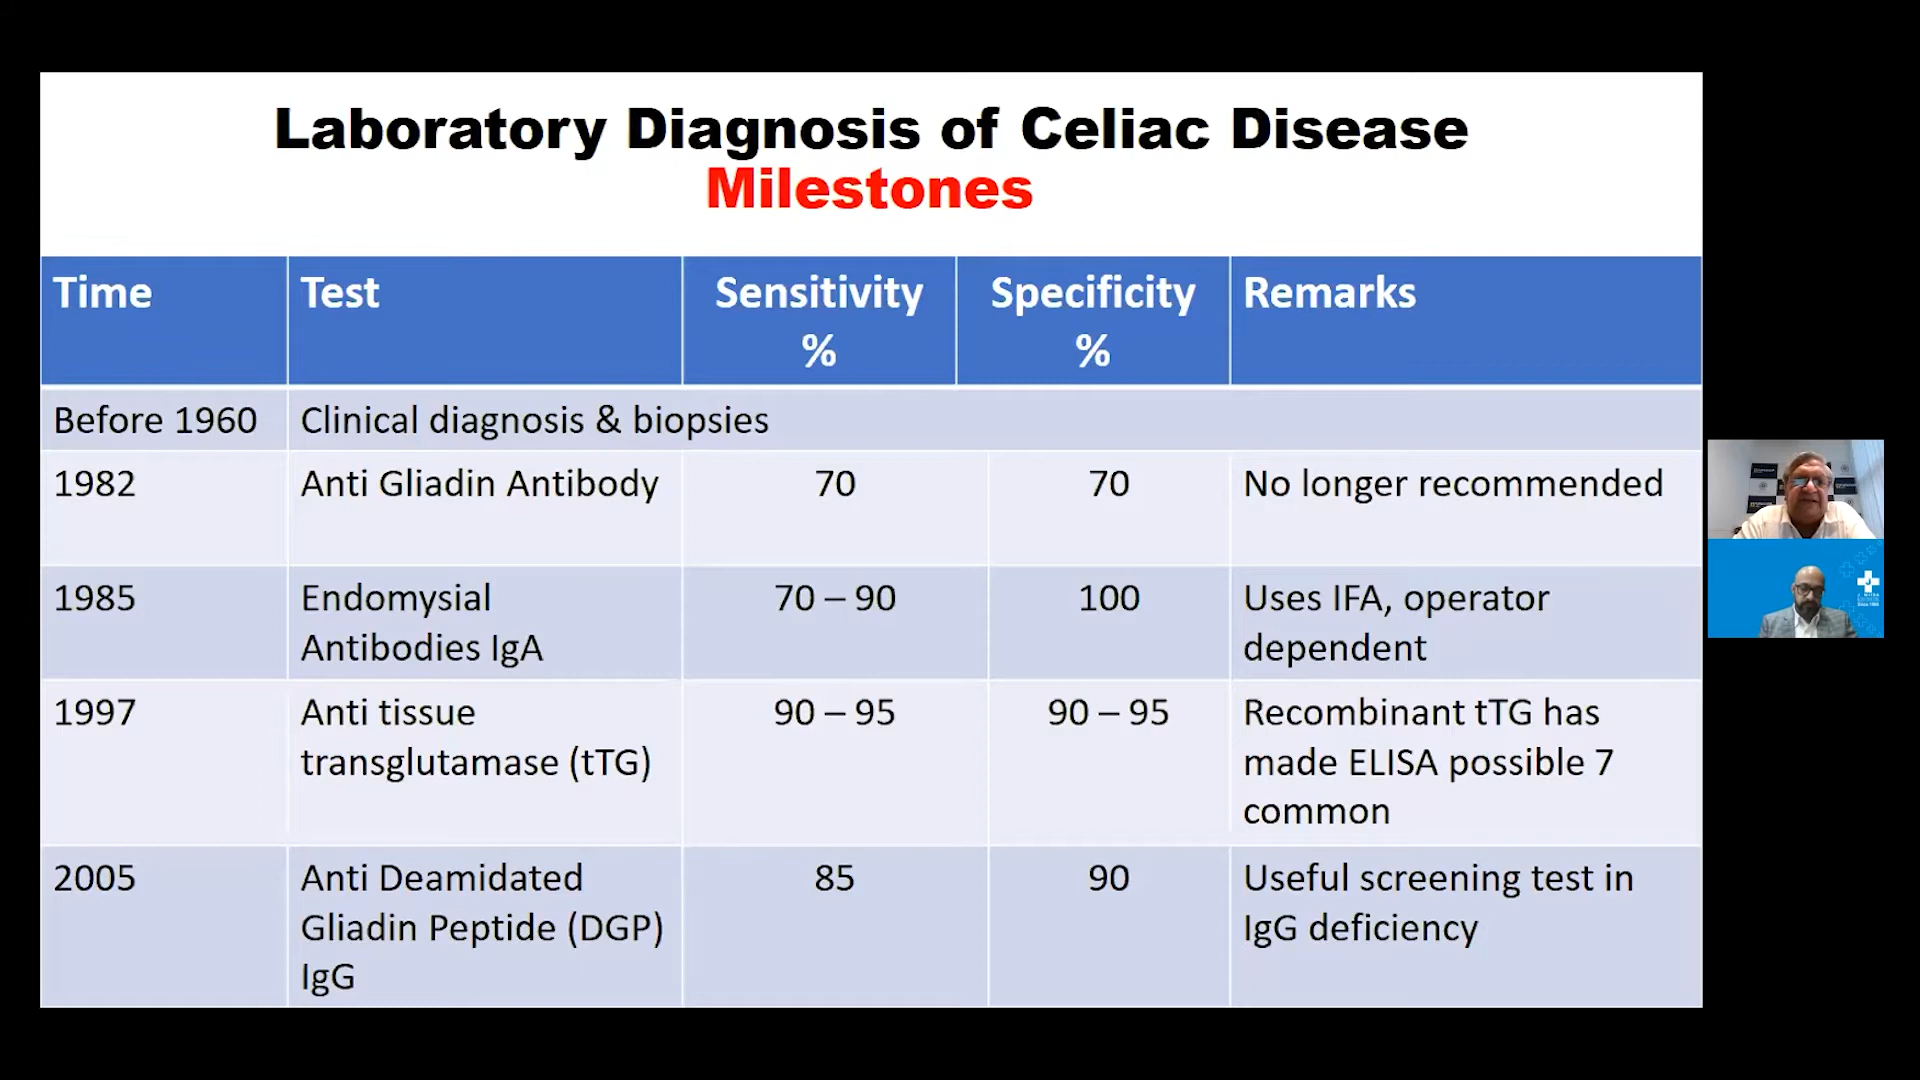 Laboratory Diagnosis of Celiac Disease
Milestones
Time
Test
Sensitivity
%
Specificity
%
Remarks
Before 1960
Clinical diagnosis & biopsies
1982
Anti Gliadin Antibody
70
70
No longer recommended
1985
Endomysial
Antibodies IgA
70 – 90
100
Uses IFA, operator
dependent
1997
Anti tissue
transglutamase (tTG)
90 – 95
90 – 95
Recombinant tTG has
made ELISA possible 7
common
2005
Anti Deamidated
Gliadin Peptide (DGP)
IgG
85
90
Useful screening test in
IgG deficiency